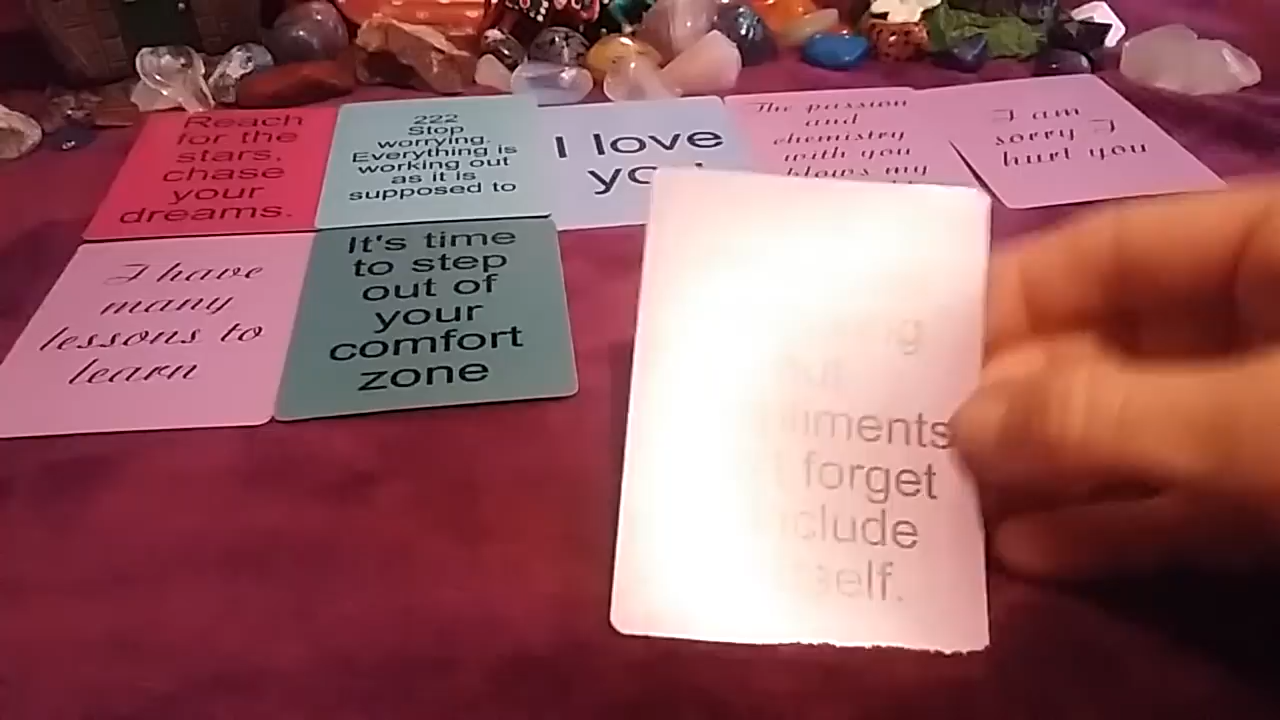 Reach
for the
stars,
chase
your
dreams.
222
Stop
worrying.
Everything is
working out
as it is
supposed to
I love
The passion
and
chemistry
with you
blows my
I am
sorry I
hurt you
I have
many
lessons to
learn
It's time
to step
out of
your
comfort
zone
forget